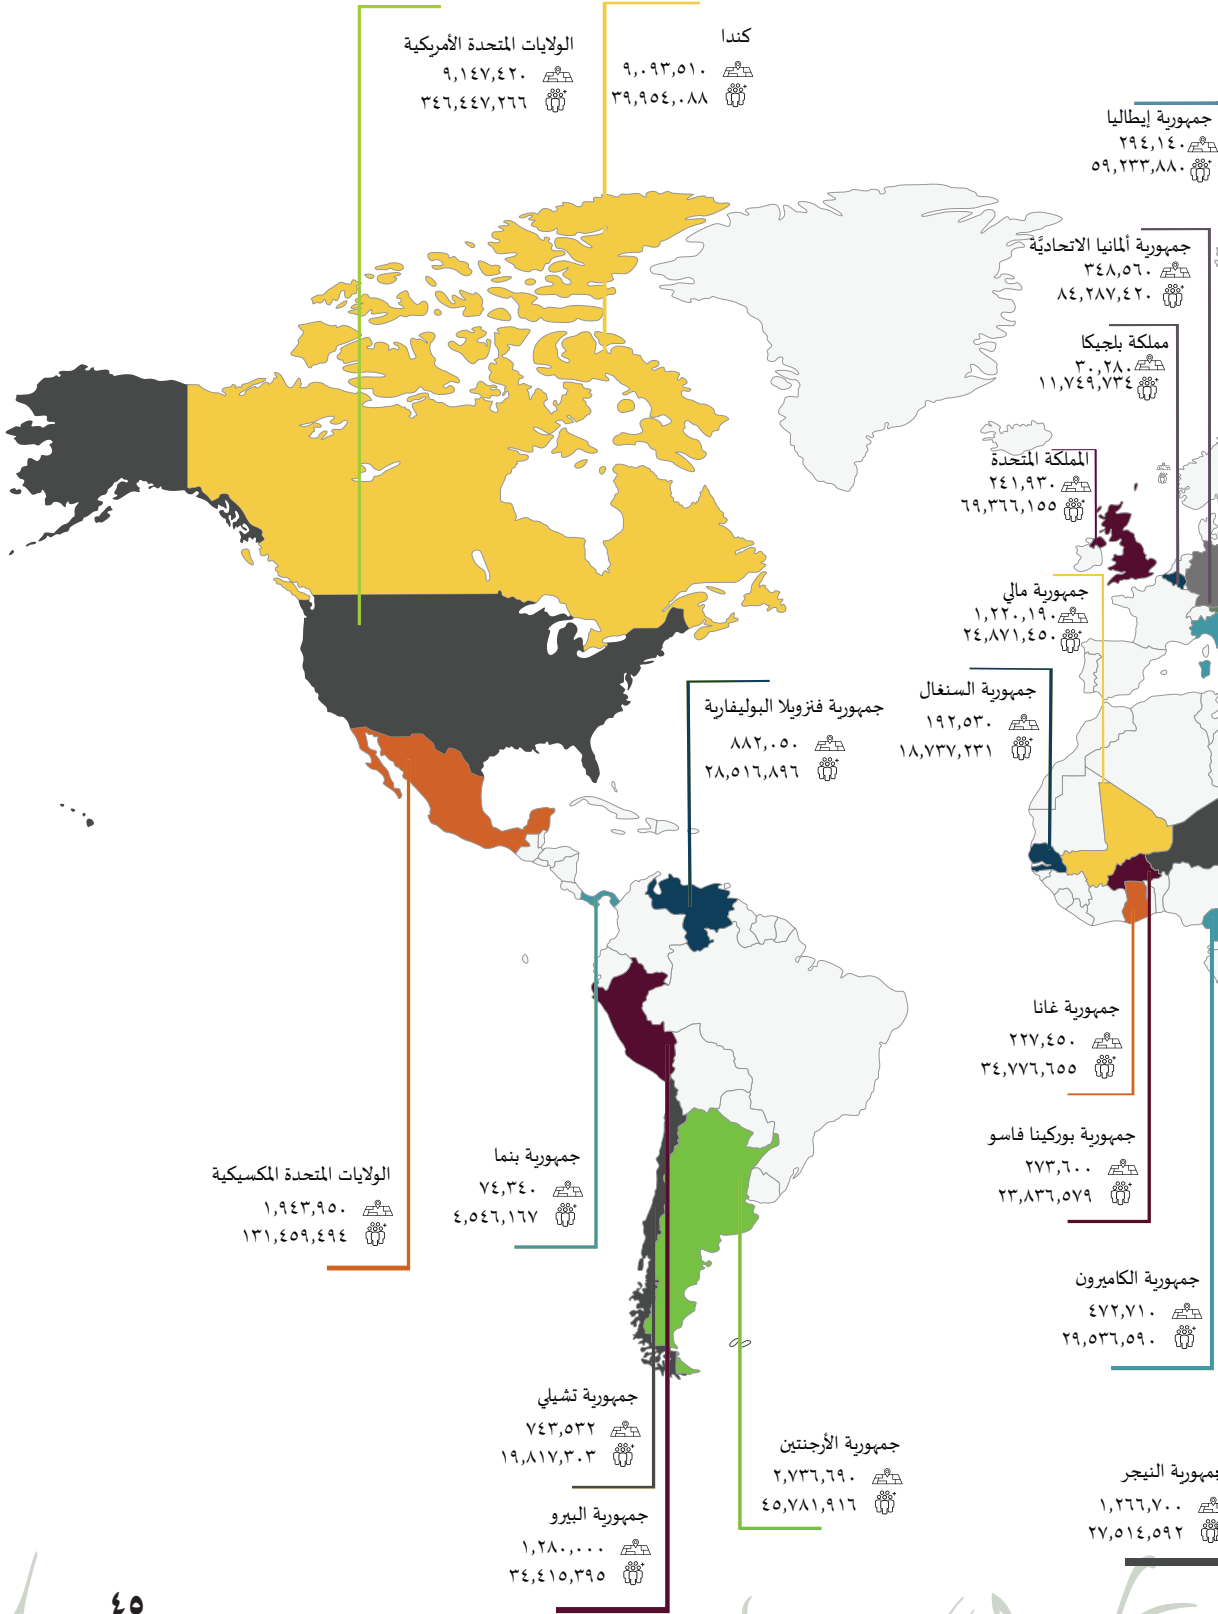 الولايات المتحدة الأمريكية
٩,١٤٧,٤٢٠
٣٤٦,٤٤٧,٢٦٦
كندا
٩,٠٩٣,٥١٠
٣٩,٩٥٤,٠٨٨
جمهورية إيطاليا
٢٩٤,١٤٠
٥٩,٢٣٣,٨٨٠
جمهورية ألمانيا الاتحاديَّة
٣٤٨,٥٦٠
٨٤,٢٨٧,٤٢٠
مملكة بلجيكا
٣٠,٢٨٠
١١,٧٤٩,٧٣٤
المملكة المتحدة
٢٤١,٩٣٠
٦٩,٣٦٦,١٥٥
جمهورية مالي
١,٢٢٠,١٩٠
٢٤,٨٧١,٤٥٠
جمهورية السنغال
١٩٢,٥٣٠
١٨,٧٣٧,٢٣١
جمهورية فنزويلا البوليفارية
٨٨٢,٠٥٠
٢٨,٥١٦,٨٩٦
جمهورية غانا
٢٢٧,٤٥٠
٣٤,٧٧٦,٦٥٥
جمهورية بوركينا فاسو
٢٧٣,٦٠٠
٢٣,٨٣٦,٥٧٩
جمهورية بنما
٧٤,٣٤٠
٤,٥٤٦,١٦٧
الولايات المتحدة المكسيكية
١,٩٤٣,٩٥٠
١٣١,٤٥٩,٤٩٤
جمهورية الكاميرون
٤٧٢,٧١٠
٢٩,٥٣٦,٥٩٠
جمهورية تشيلي
٧٤٣,٥٣٢
١٩,٨١٧,٣٠٣
جمهورية الأرجنتين
٢,٧٣٦,٦٩٠
٤٥,٧٨١,٩١٦
جمهورية النيجر
١,٢٦٦,٧٠٠
٢٧,٥١٤,٥٩٢
جمهورية البيرو
١,٢٨٠,٠٠٠
٣٤,٤١٥,٣٩٥
٤٥